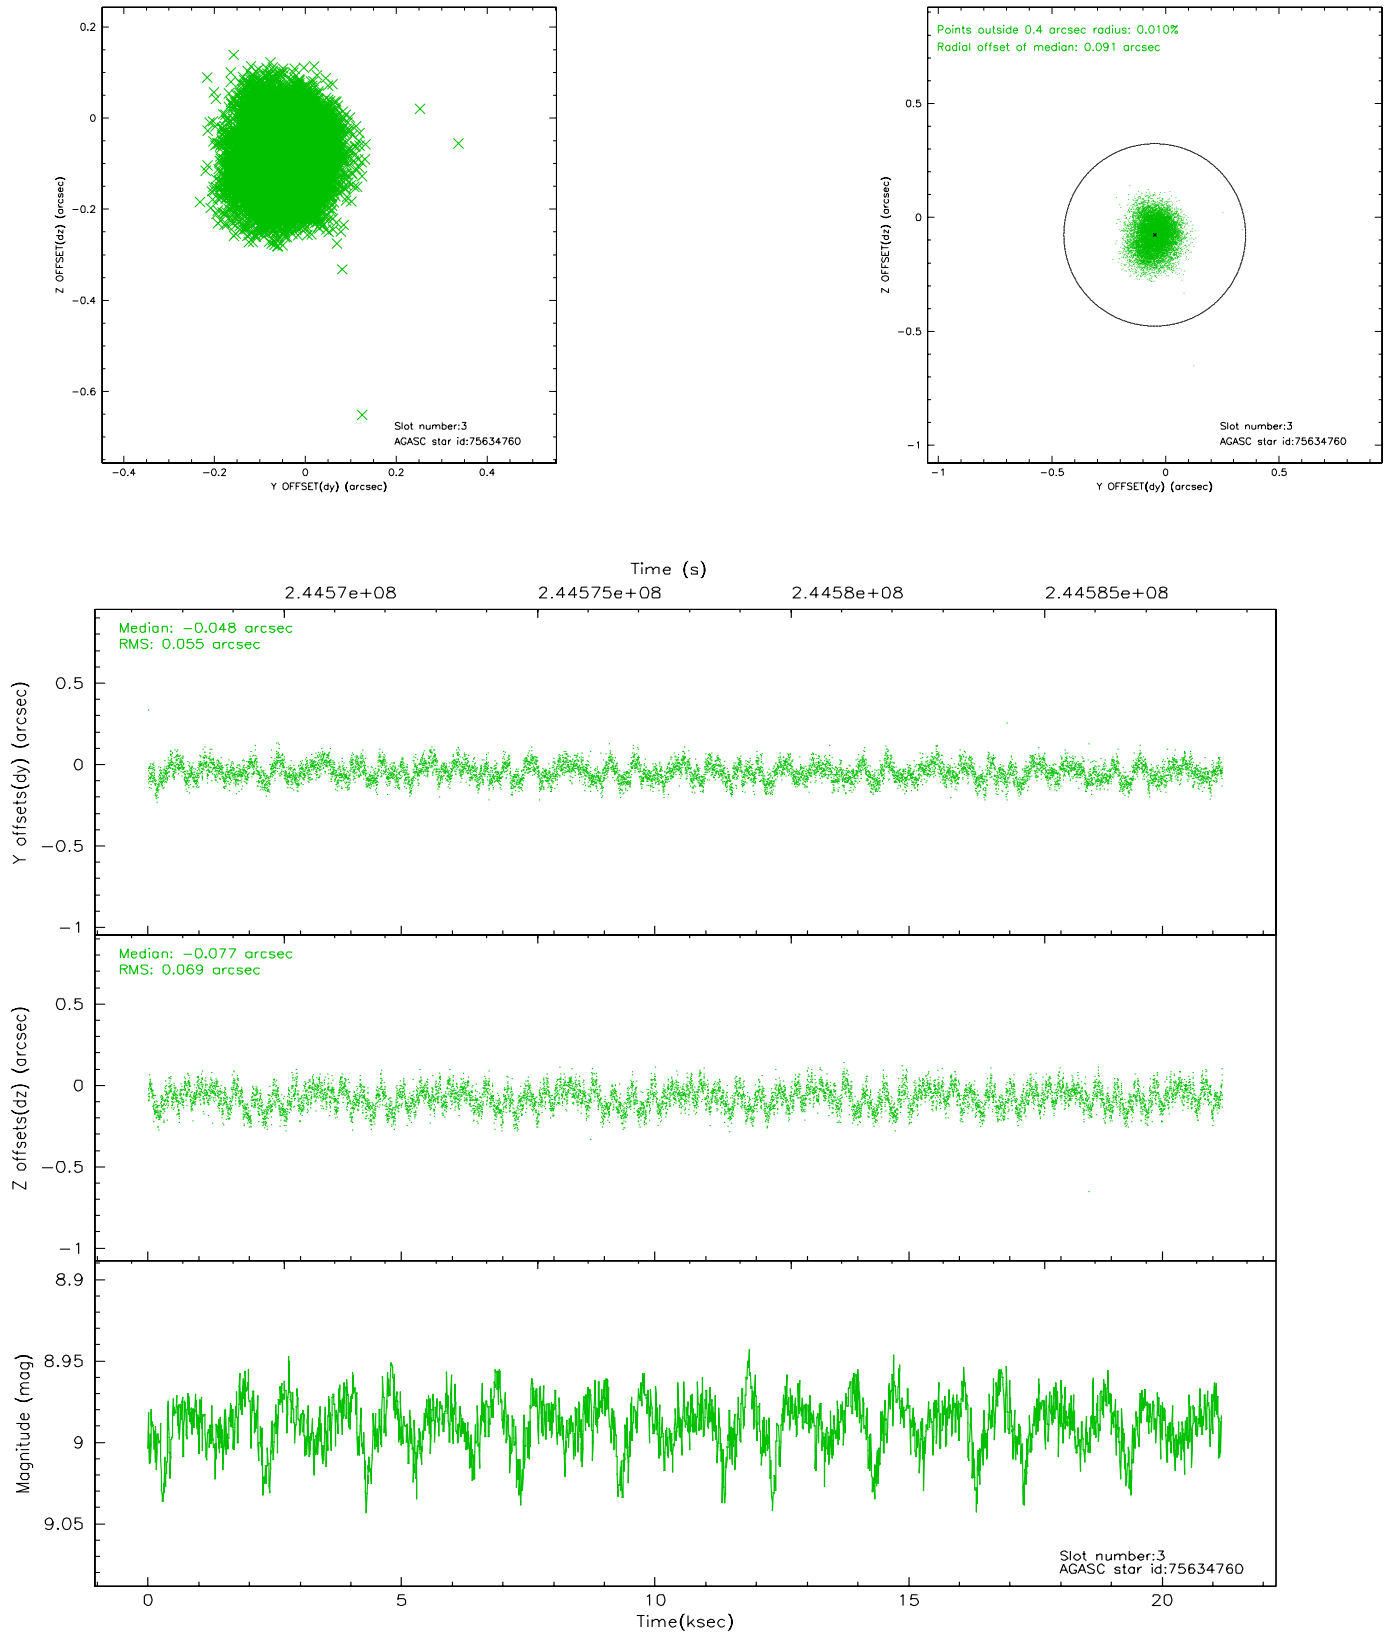 0.2
0
−0.2
−0.4
−0.6
Z OFFSET(dz) (arcsec)
Slot number:3
AGASC star id:75634760
−0.4 −0.2 0 0.2 0.4
Y OFFSET(dy) (arcsec)
Points outside 0.4 arcsec radius: 0.010%
Radial offset of median: 0.091 arcsec
0.5
0
−0.5
−1
Z OFFSET(dz) (arcsec)
Slot number:3
AGASC star id:75634760
−1 −0.5 0 0.5
Y OFFSET(dy) (arcsec)
Time (s)
2.4457e+08 2.44575e+08 2.4458e+08 2.44585e+08
Median: −0.048 arcsec
RMS: 0.055 arcsec
0.5
0
−0.5
−1
Y offsets(dy) (arcsec)
Median: −0.077 arcsec
RMS: 0.069 arcsec
0.5
0
−0.5
−1
Z offsets(dz) (arcsec)
8.9
8.95
9
9.05
Magnitude (mag)
Slot number:3
AGASC star id:75634760
0 5 10 15 20
Time(ksec)